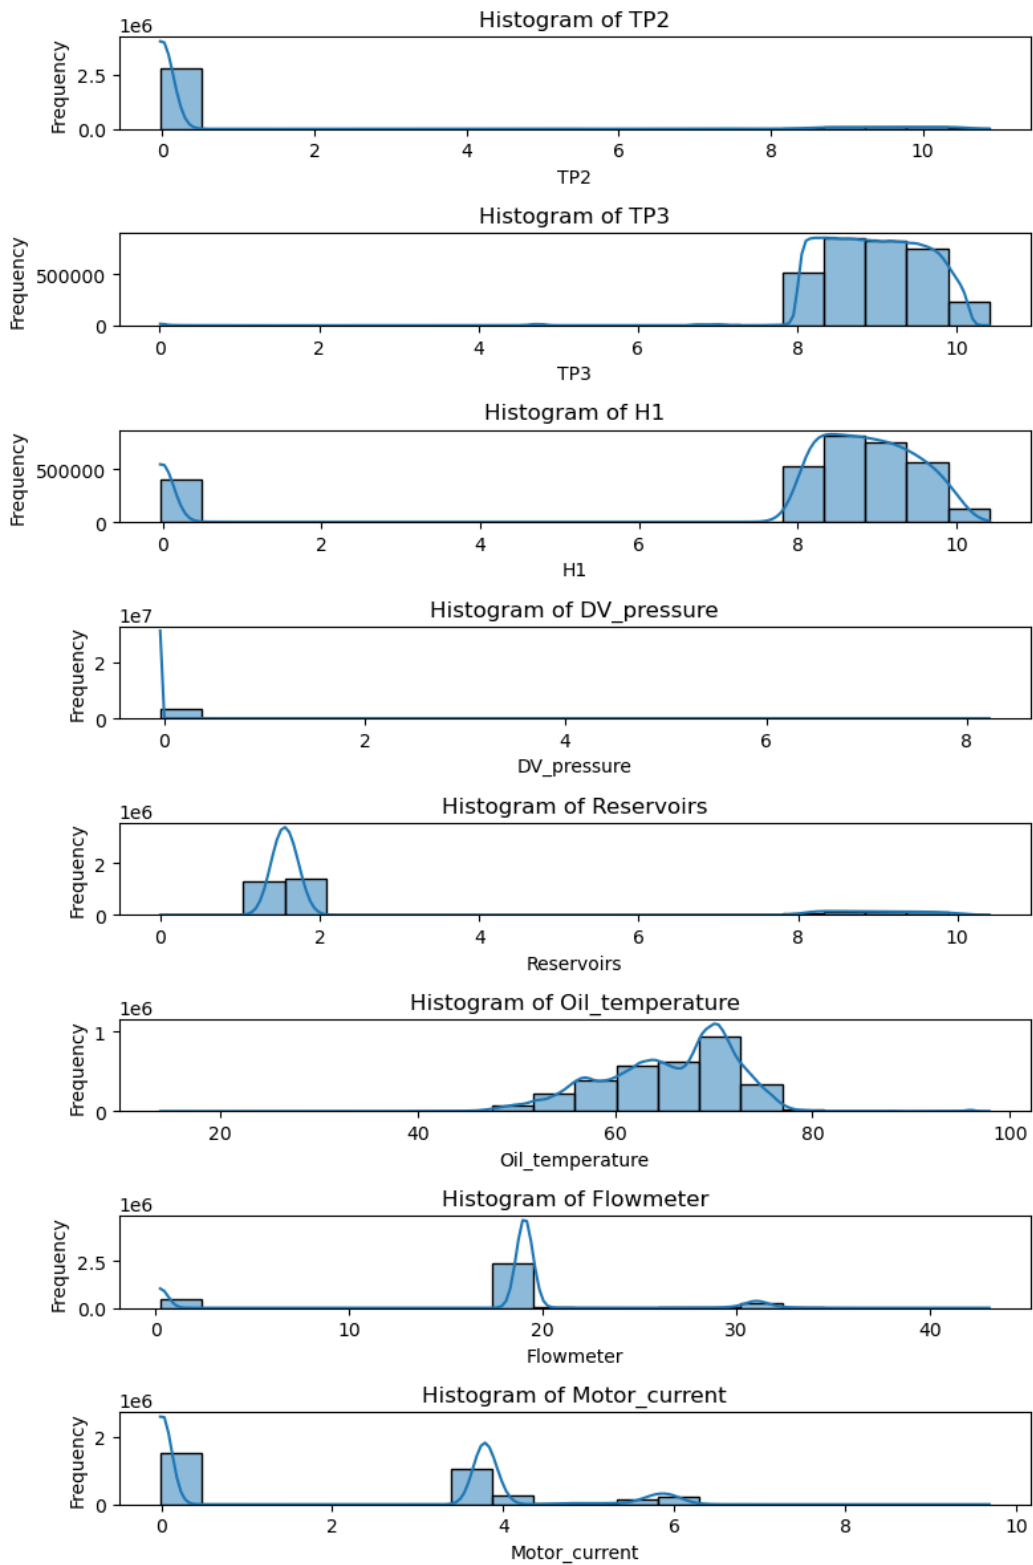 Histogram of TP2
1e6
Frequency
2.5
0.0
0 2 4 6 8 10
TP2
Histogram of TP3
Frequency
500000
0
0 2 4 6 8 10
TP3
Histogram of H1
Frequency
500000
0
0 2 4 6 8 10
H1
Histogram of DV_pressure
1e7
Frequency
2
0
0 2 4 6 8
DV_pressure
Histogram of Reservoirs
1e6
Frequency
2
0
0 2 4 6 8 10
Reservoirs
Histogram of Oil_temperature
1e6
Frequency
1
0
20 40 60 80 100
Oil_temperature
Histogram of Flowmeter
1e6
Frequency
2.5
0.0
0 10 20 30 40
Flowmeter
Histogram of Motor_current
1e6
Frequency
2
0
0 2 4 6 8 10
Motor_current